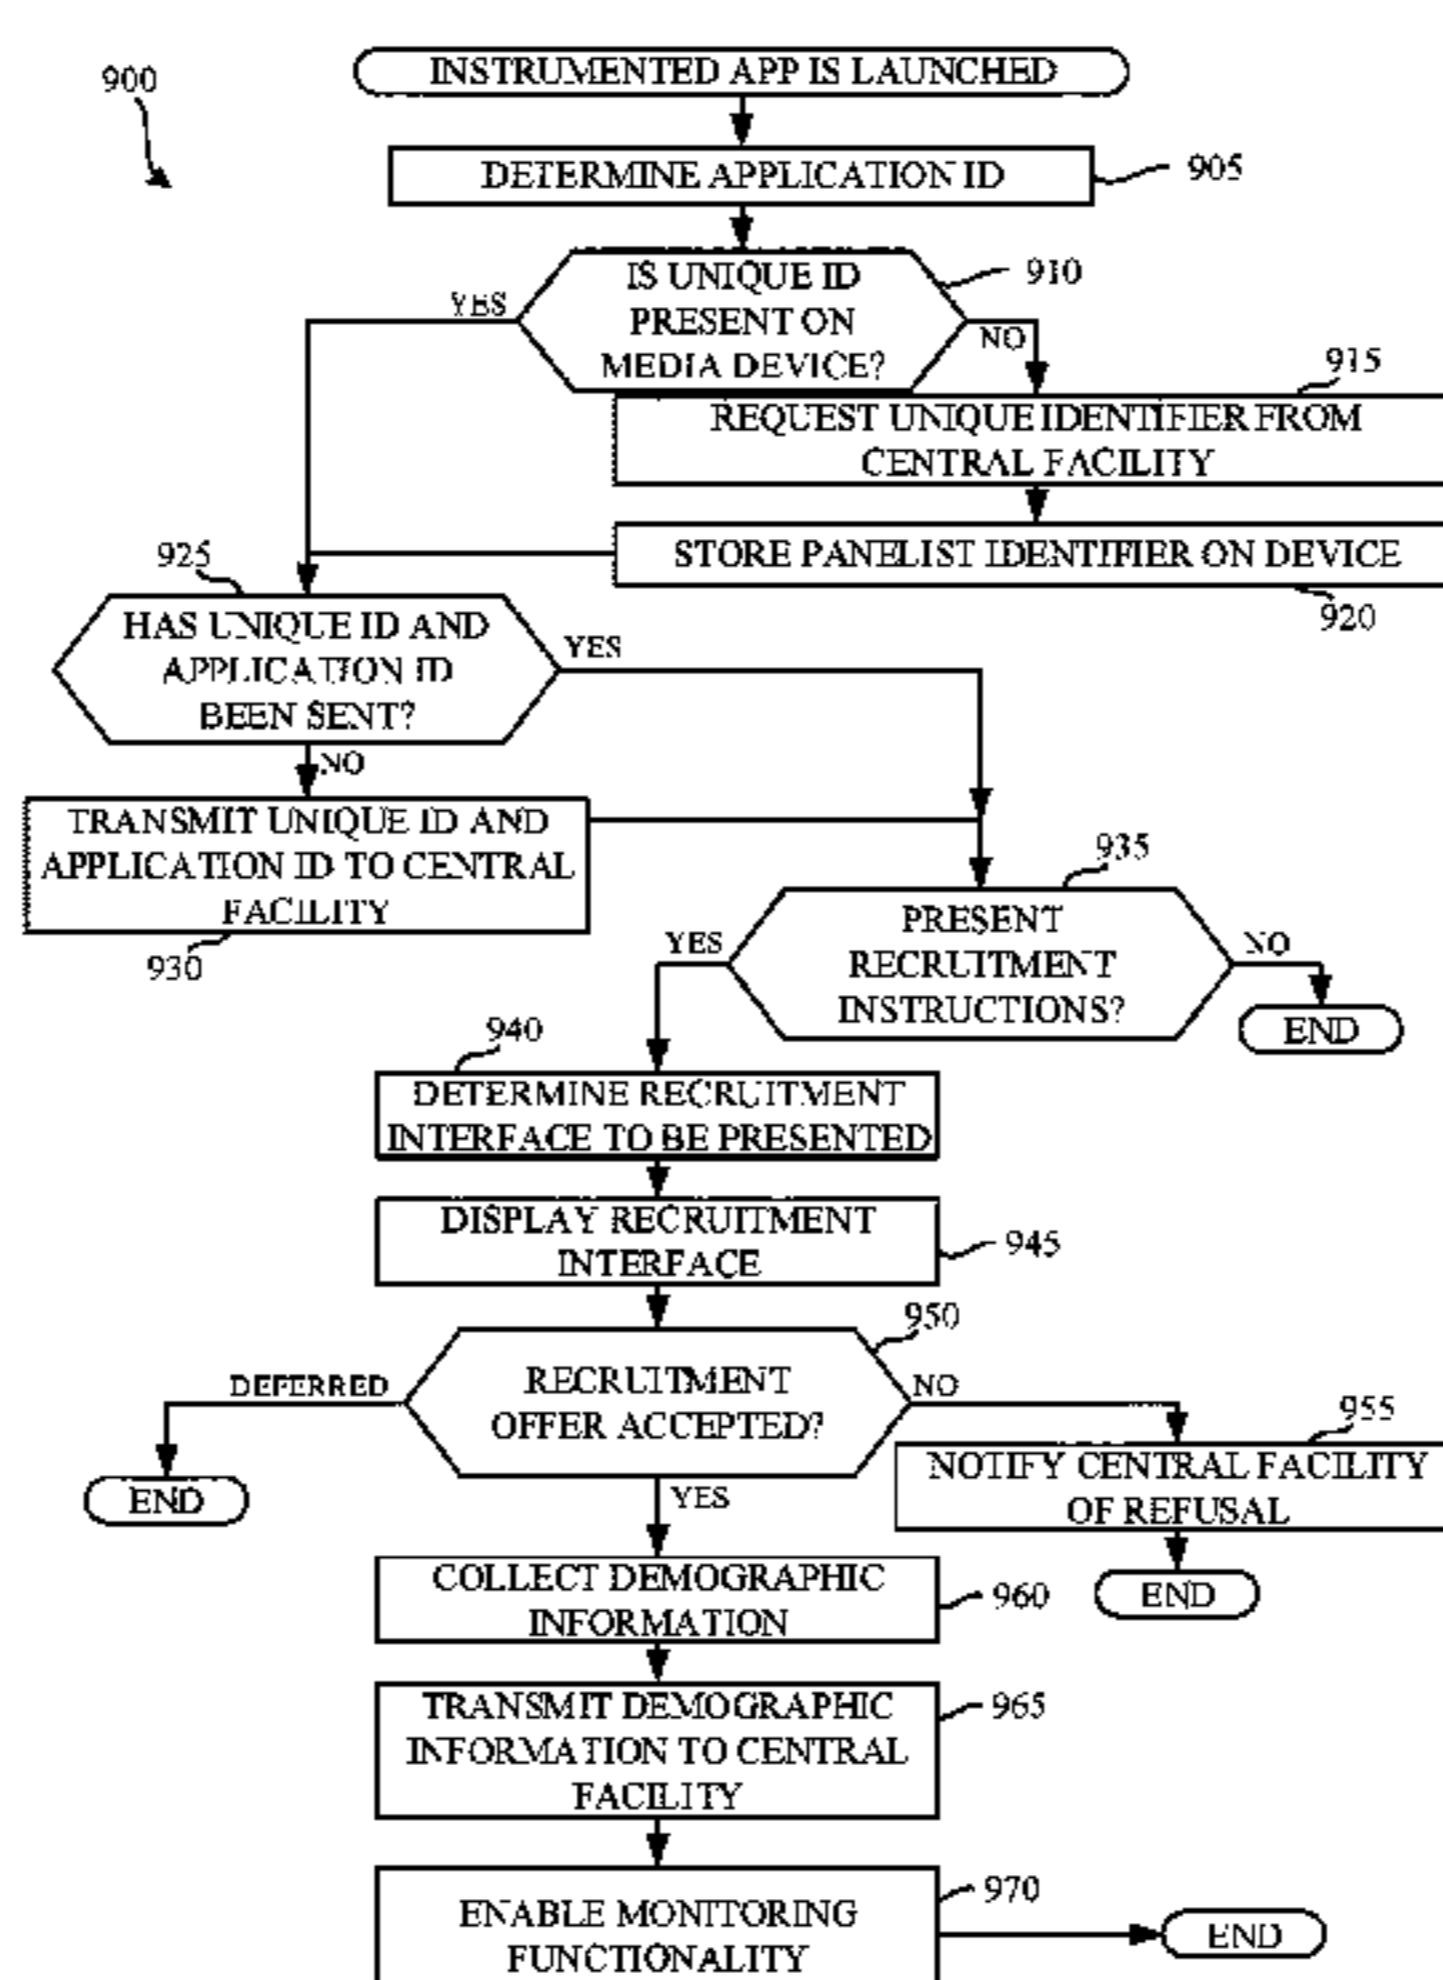 900
INSTRUMENTED APP IS LAUNCHED
DETERMINE APPLICATION ID
905
IS UNIQUE ID
PRESENT ON
MEDIA DEVICE?
910
YES
NO
915
REQUEST UNIQUE IDENTIFIER FROM
CENTRAL FACILITY
STORE PANELIST IDENTIFIER ON DEVICE
920
925
HAS UNIQUE ID AND
APPLICATION ID
BEEN SENT?
YES
NO
TRANSMIT UNIQUE ID AND
APPLICATION ID TO CENTRAL
FACILITY
930
935
PRESENT
RECRUITMENT
INSTRUCTIONS?
YES
NO
END
940
DETERMINE RECRUITMENT
INTERFACE TO BE PRESENTED
DISPLAY RECRUITMENT
INTERFACE
945
950
RECRUITMENT
OFFER ACCEPTED?
DEFERRED
NO
END
YES
955
NOTIFY CENTRAL FACILITY
OF REFUSAL
END
COLLECT DEMOGRAPHIC
INFORMATION
960
TRANSMIT DEMOGRAPHIC
INFORMATION TO CENTRAL
FACILITY
965
ENABLE MONITORING
FUNCTIONALITY
970
END